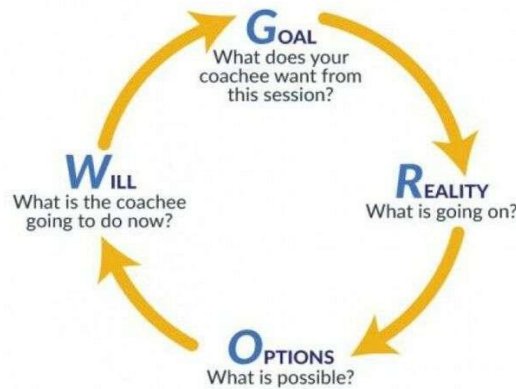 GOAL
What does your
coachee want from
this session?
REALITY
What is going on?
OPTIONS
What is possible?
WILL
What is the coachee
going to do now?